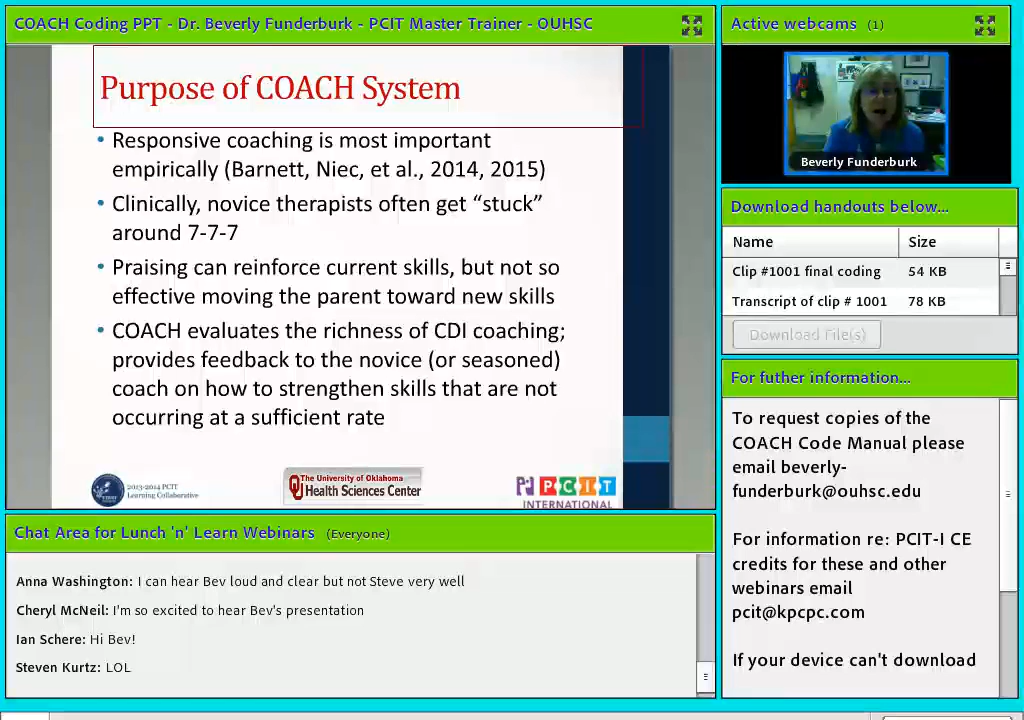 COACH Coding PPT - Dr. Beverly Funderburk - PCIT Master Trainer - OUHSC
Purpose of COACH System
• Responsive coaching is most important
empirically (Barnett, Niec, et al., 2014, 2015)
• Clinically, novice therapists often get “stuck”
around 7-7-7
• Praising can reinforce current skills, but not so
effective moving the parent toward new skills
• COACH evaluates the richness of CDI coaching;
provides feedback to the novice (or seasoned)
coach on how to strengthen skills that are not
occurring at a sufficient rate
2013-2014 PCIT
Learning Collaborative
The University of Oklahoma
Health Sciences Center
PCIT
INTERNATIONAL
Chat Area for Lunch 'n' Learn Webinars (Everyone)
Anna Washington: I can hear Bev loud and clear but not Steve very well
Cheryl McNeil: I'm so excited to hear Bev's presentation
Ian Schere: Hi Bev!
Steven Kurtz: LOL
Active webcams (1)
Beverly Funderburk
Download handouts below...
Name Size
Clip #1001 final coding 54 KB
Transcript of clip # 1001 78 KB
Download File(s)
For futher information...
To request copies of the
COACH Code Manual please
email beverly-
funderburk@ouhsc.edu
For information re: PCIT-I CE
credits for these and other
webinars email
pcit@kpcpc.com
If your device can't download